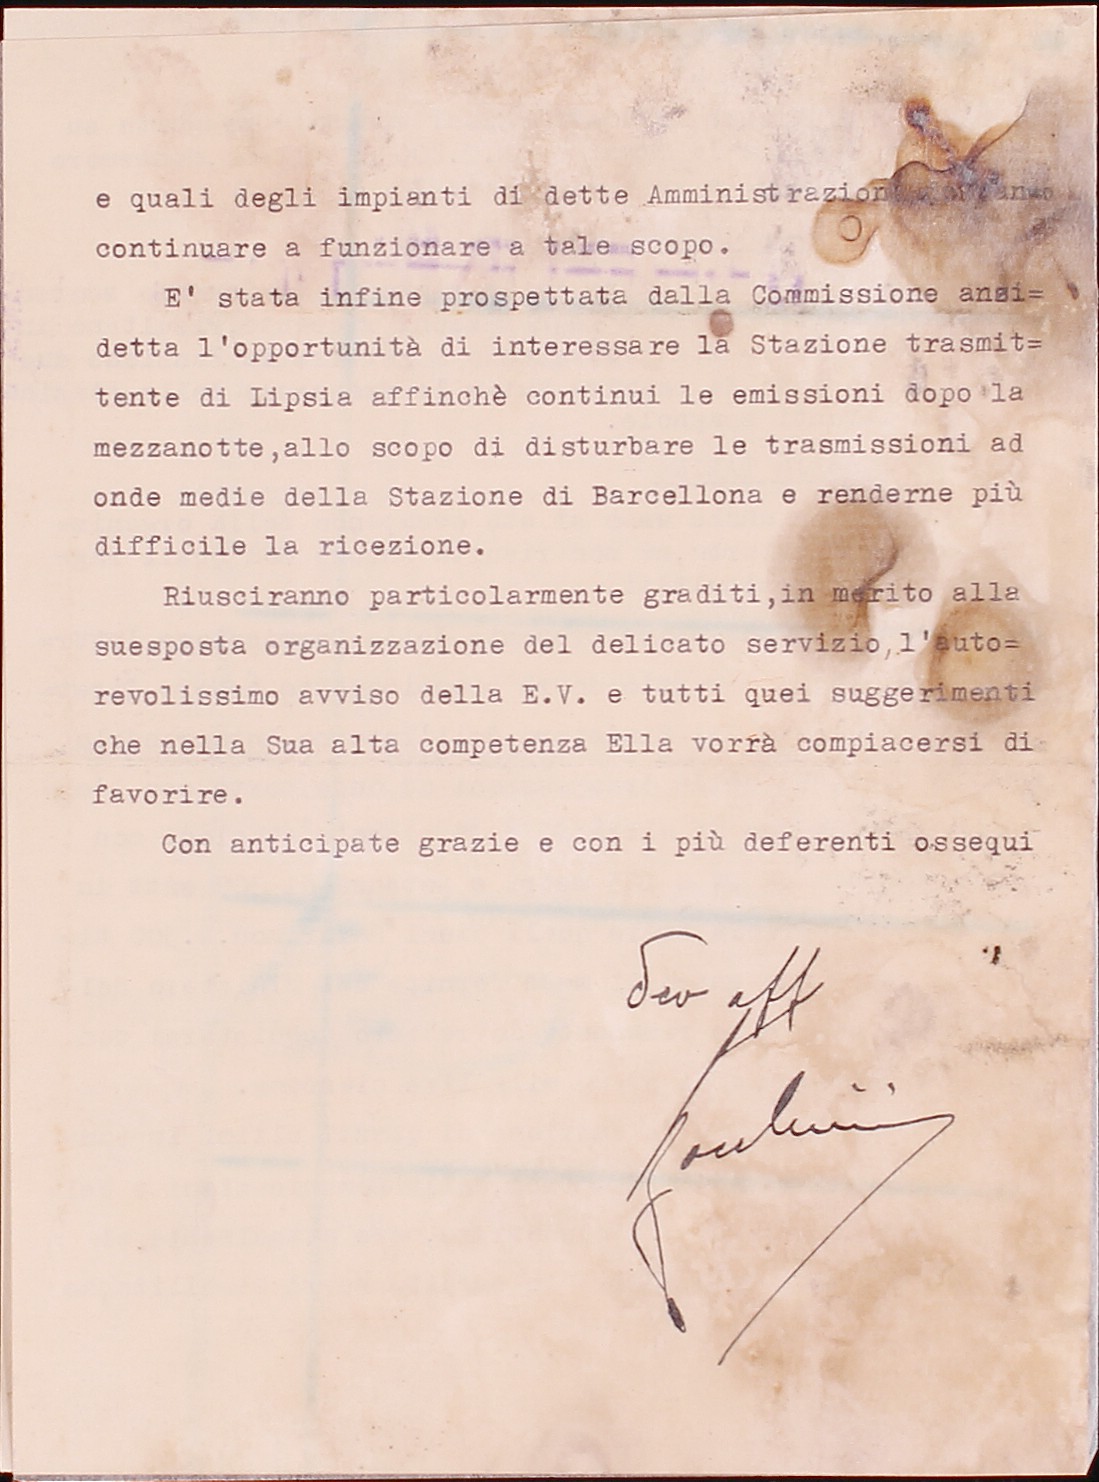 e quali degli impianti di dette Amministrazioni
continuare a funzionare a tale scopo.
E' stata infine prospettata dalla Commissione anzi=
detta l'opportunità di interessare la Stazione trasmit=
tente di Lipsia affinchè continui le emissioni dopo la
mezzanotte,allo scopo di disturbare le trasmissioni ad
onde medie della Stazione di Barcellona e renderne più
difficile la ricezione.
Riusciranno particolarmente graditi,in merito alla
suesposta organizzazione del delicato servizio,l'auto=
revolissimo avviso della E.V. e tutti quei suggerimenti
che nella Sua alta competenza Ella vorrà compiacersi di
favorire.
Con anticipate grazie e con i più deferenti ossequi
Dev aff